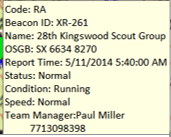 Code: RA
Beacon ID: XR-261
Name: 28th Kingswood Scout Group
OSGB: SX 6634 8270
Report Time: 5/11/2014 5:40:00 AM
Status: Normal
Condition: Running
Speed: Normal
Team Manager:Paul Miller
7713098398